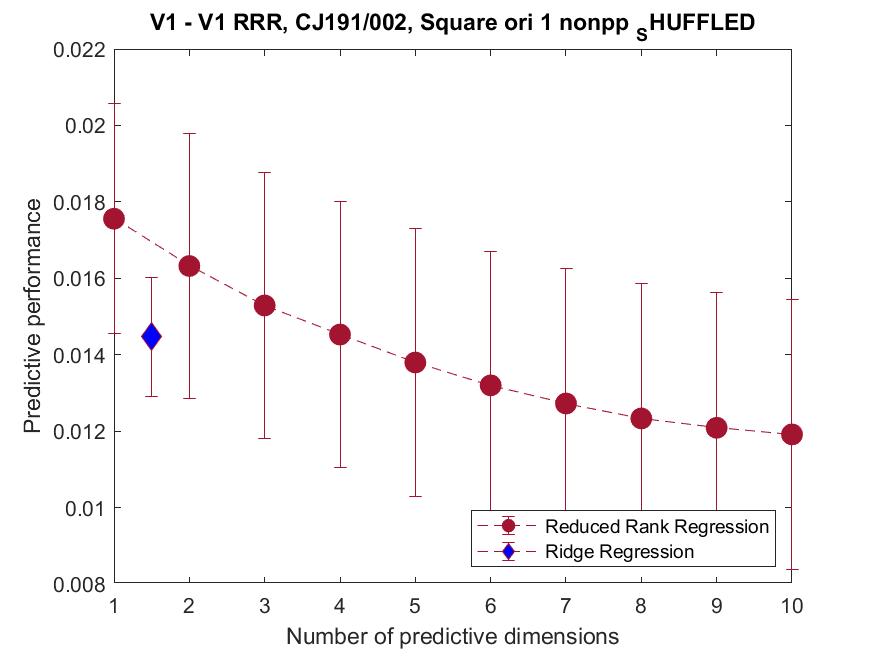 V1 - V1 RRR, CJ191/002, Square ori 1 nonpp SHUFFLED
0.022
0.02
0.018
0.016
0.014
0.012
0.01
0.008
Predictive performance
Reduced Rank Regression
Ridge Regression
1 2 3 4 5 6 7 8 9 10
Number of predictive dimensions